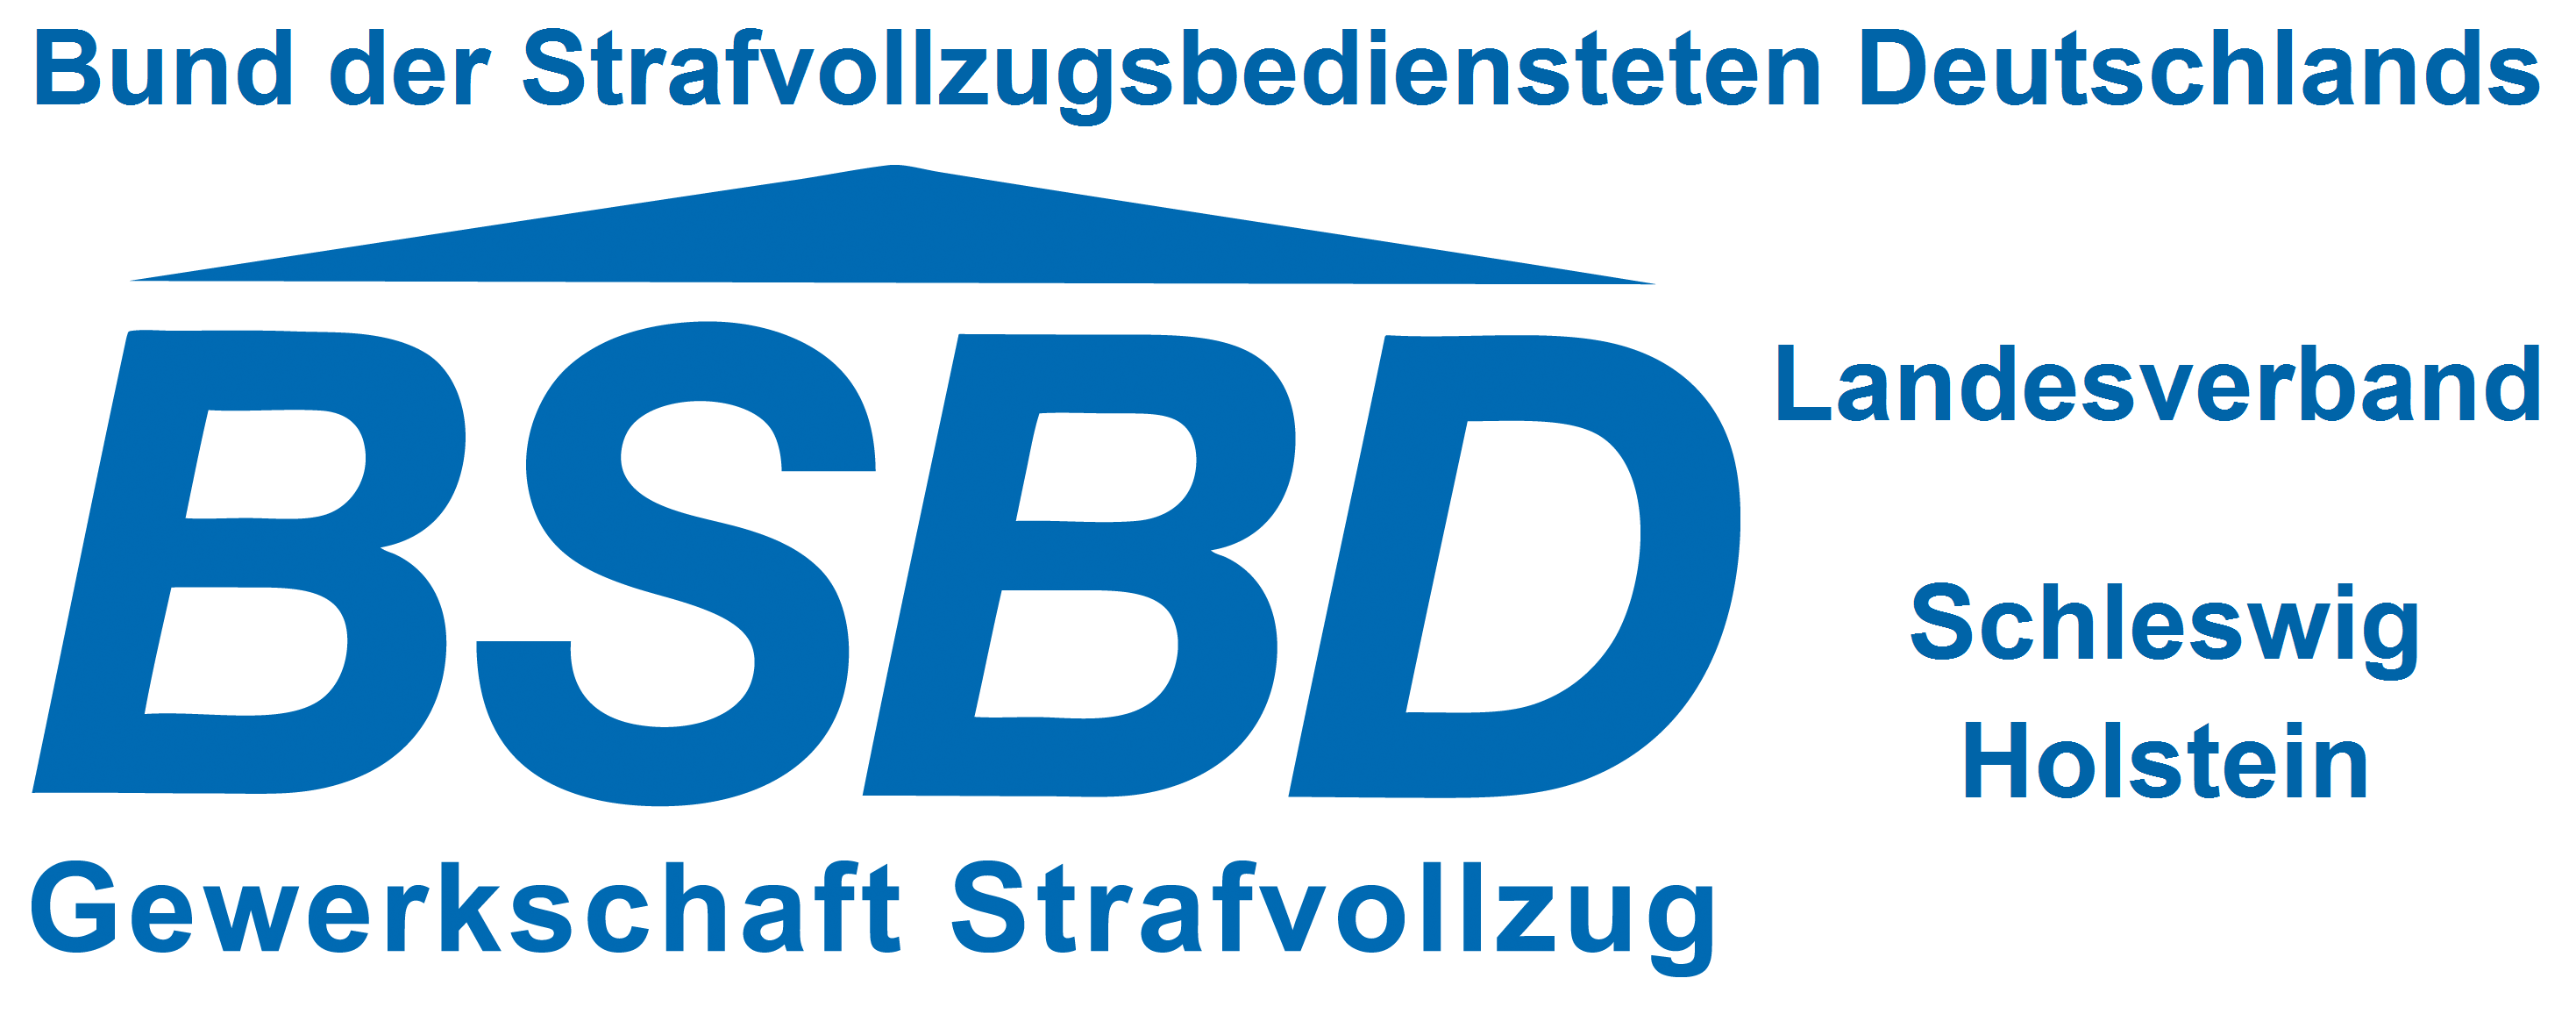 Bund der Strafvollzugsbediensteten Deutschlands
BSBD
Landesverband
Schleswig
Holstein
Gewerkschaft Strafvollzug